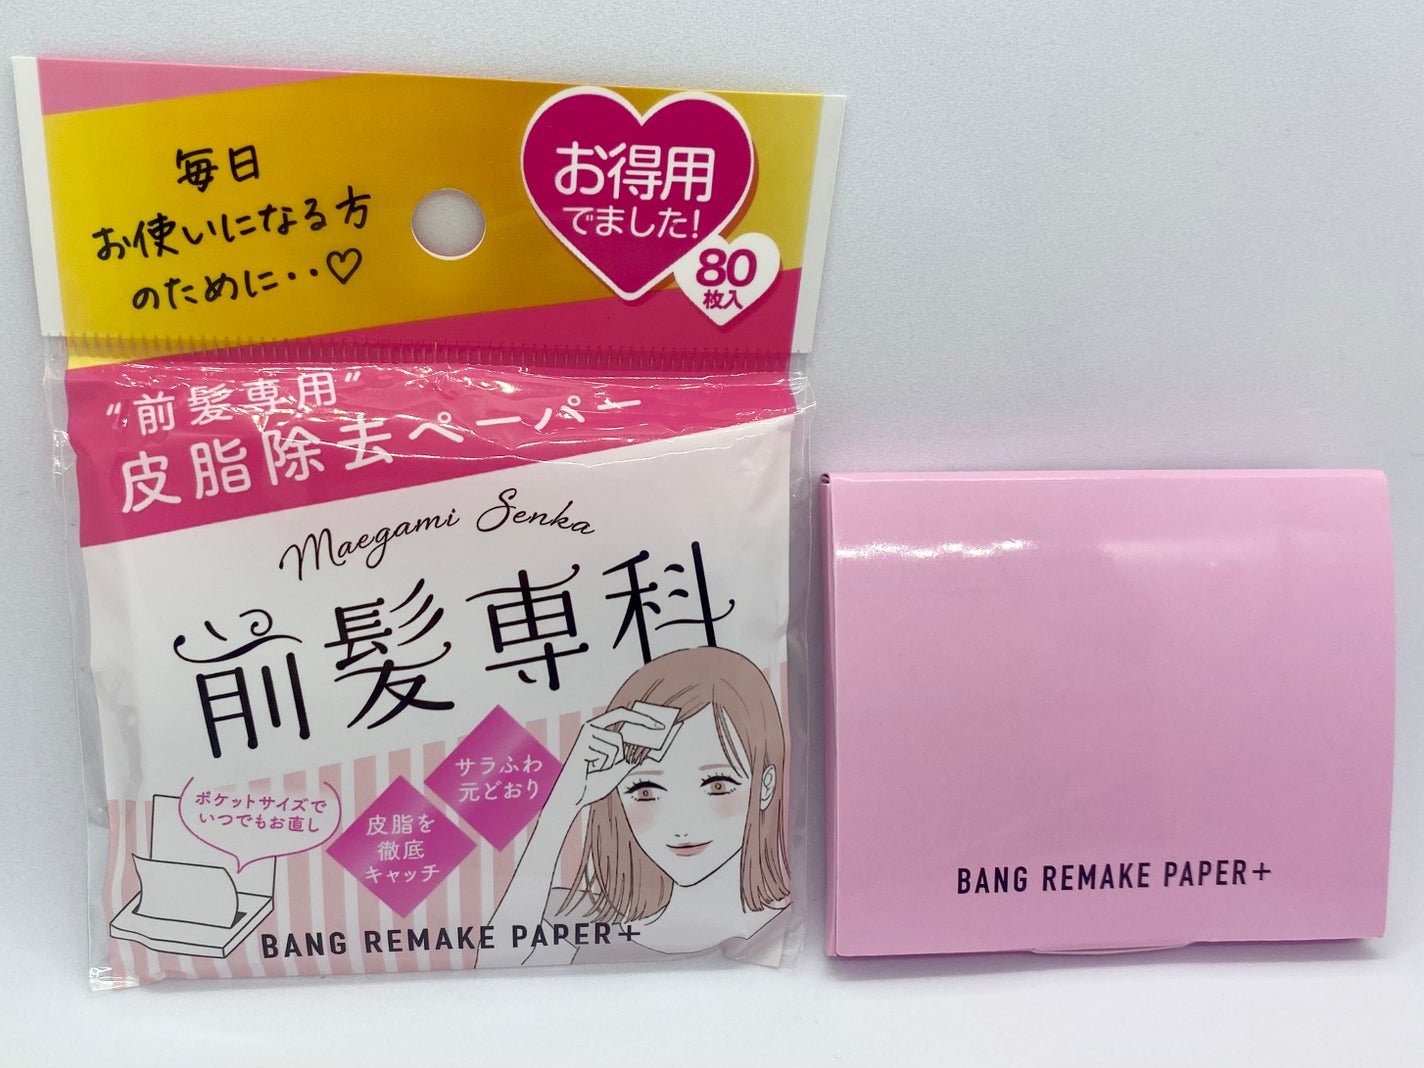 毎日
お使いになる方
のために・・♡
お得用
でました!
80
枚入
"前髪専用"
皮脂除去ペーパー
Maegami Senka
前髪専科
サラふわ
元どおり
ポケットサイズで
いつでもお直し
皮脂を
徹底
キャッチ
BANG REMAKE PAPER+
BANG REMAKE PAPER+